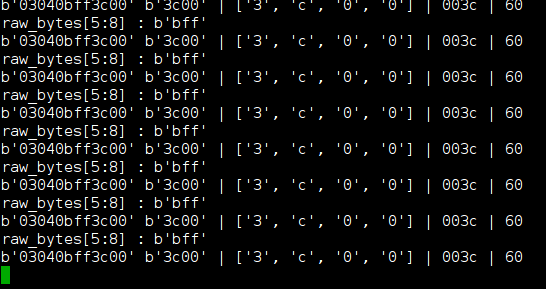 b'03040bff3c00' b'3c00' | ['3', 'c', '0', '0'] | 003c | 60
raw_bytes[5:8] : b'bff'
b'03040bff3c00' b'3c00' | ['3', 'c', '0', '0'] | 003c | 60
raw_bytes[5:8] : b'bff'
b'03040bff3c00' b'3c00' | ['3', 'c', '0', '0'] | 003c | 60
raw_bytes[5:8] : b'bff'
b'03040bff3c00' b'3c00' | ['3', 'c', '0', '0'] | 003c | 60
raw_bytes[5:8] : b'bff'
b'03040bff3c00' b'3c00' | ['3', 'c', '0', '0'] | 003c | 60
raw_bytes[5:8] : b'bff'
b'03040bff3c00' b'3c00' | ['3', 'c', '0', '0'] | 003c | 60
raw_bytes[5:8] : b'bff'
b'03040bff3c00' b'3c00' | ['3', 'c', '0', '0'] | 003c | 60
raw_bytes[5:8] : b'bff'
b'03040bff3c00' b'3c00' | ['3', 'c', '0', '0'] | 003c | 60